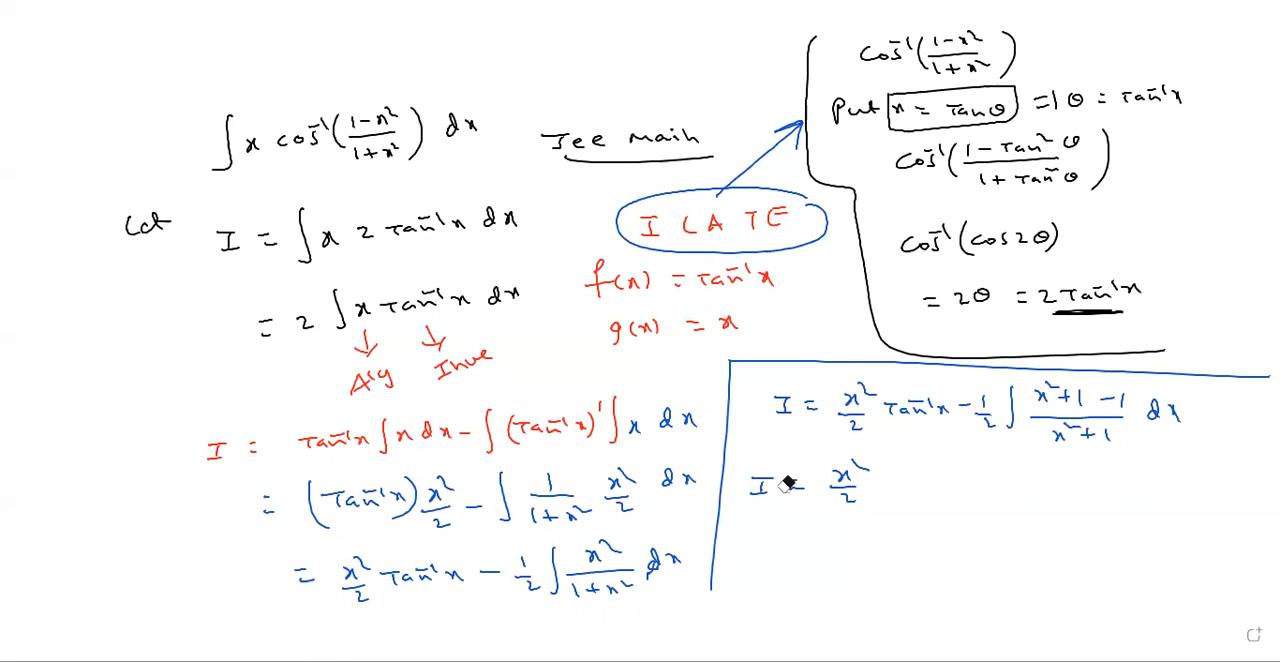 ∫ x cos⁻¹((1-x²)/(1+x²)) dx
Jee main
Let I = ∫ x 2 Tan⁻¹x dx
= 2 ∫ x Tan⁻¹x dx
Alg Inve
I L A T E
f(x) = Tan⁻¹x
g(x) = x
I = Tan⁻¹x ∫ x dx - ∫ (Tan⁻¹x)' ∫ x dx
= (Tan⁻¹x) x²/2 - ∫ 1/(1+x²) x²/2 dx
= x²/2 Tan⁻¹x - 1/2 ∫ x²/(1+x²) dx
Cos⁻¹((1-x²)/(1+x²))
Put x = Tanθ => θ = Tan⁻¹x
Cos⁻¹((1-Tan²θ)/(1+Tan²θ))
Cos⁻¹(Cos2θ)
= 2θ = 2Tan⁻¹x
I = x²/2 Tan⁻¹x - 1/2 ∫ (x²+1-1)/(x²+1) dx
I = x²/2